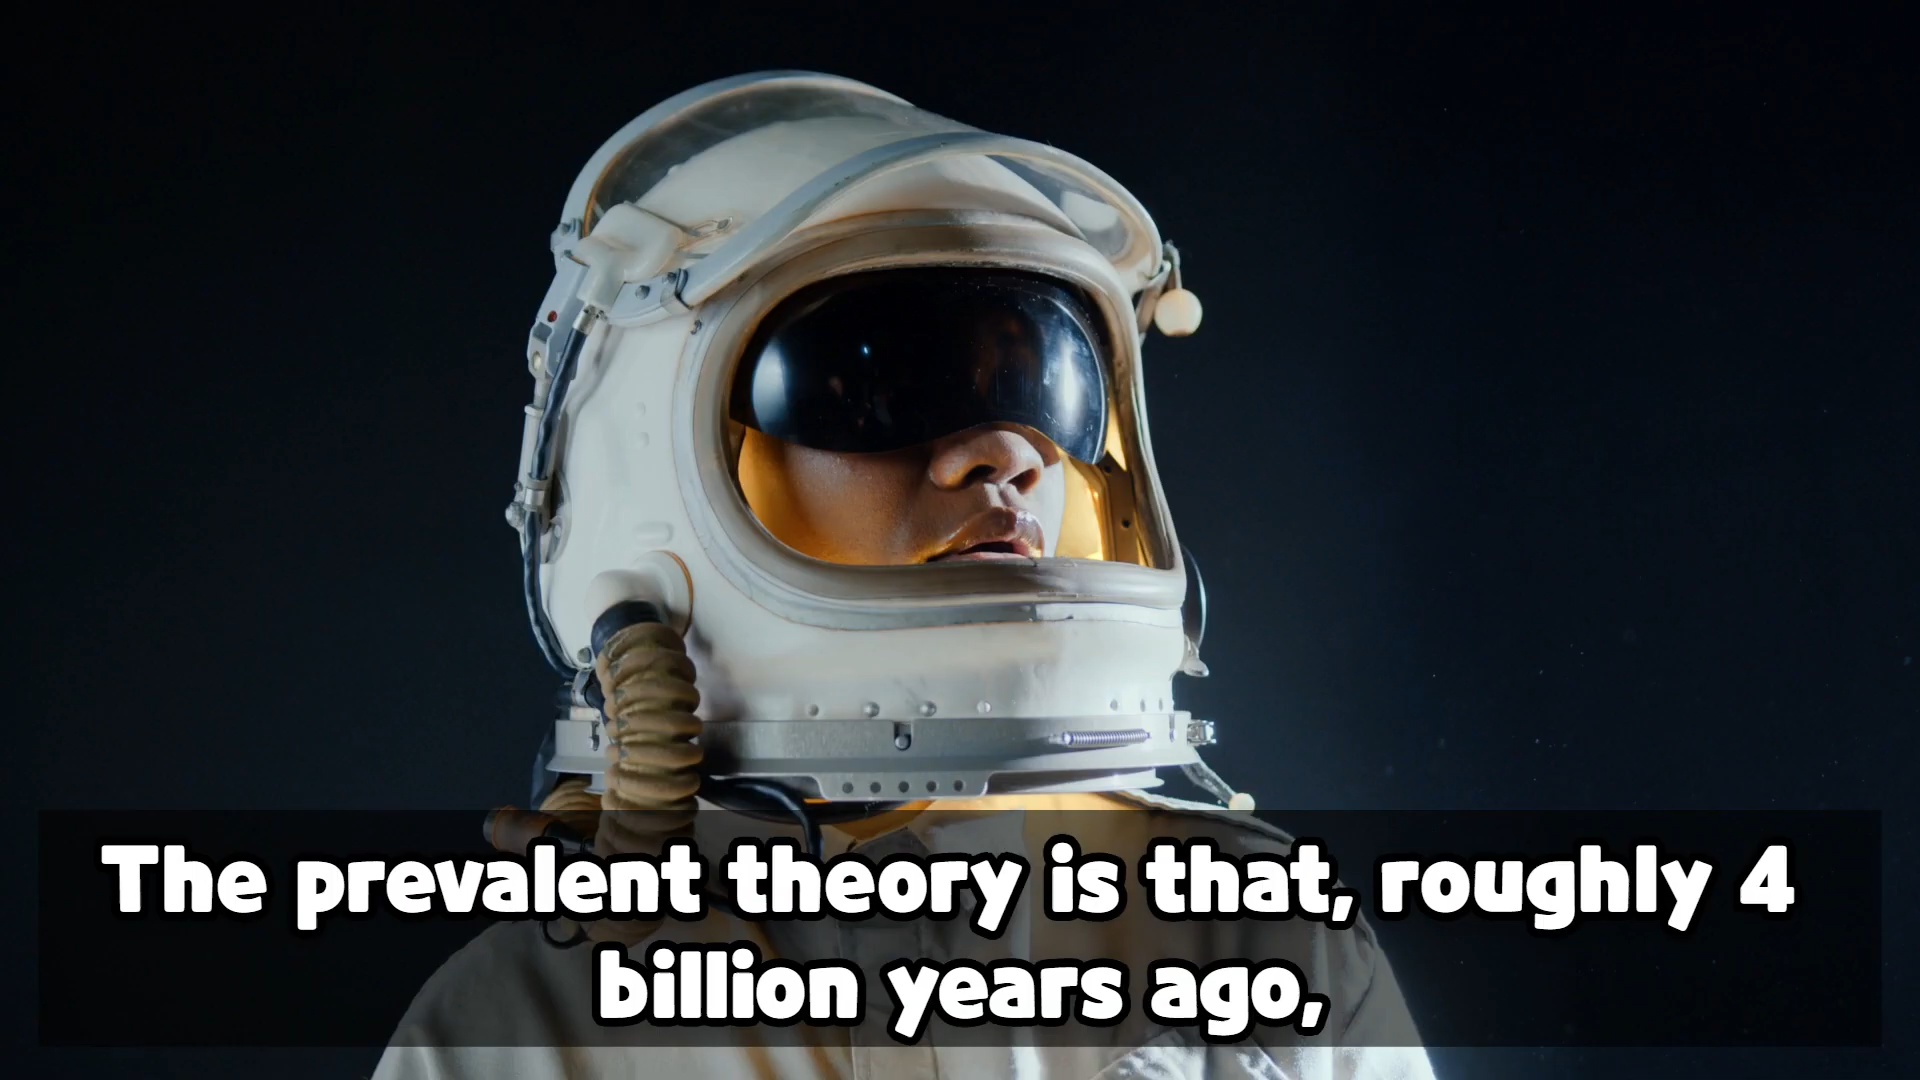 The prevalent theory is that, roughly 4
billion years ago,